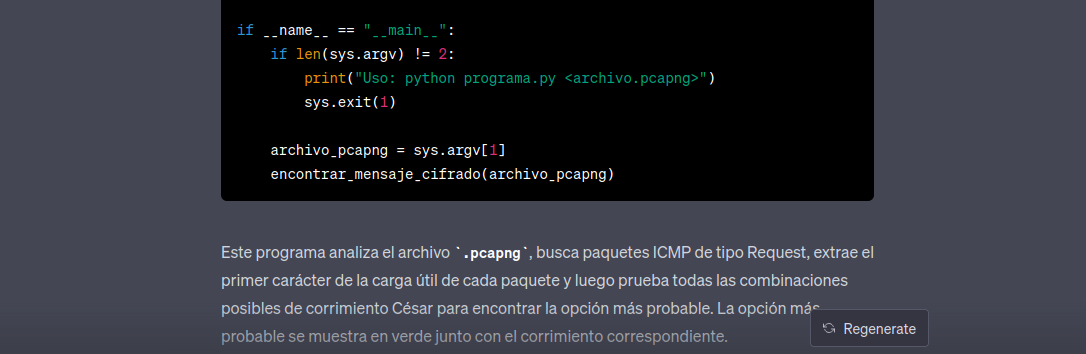 if __name__ == "__main__":
    if len(sys.argv) != 2:
        print("Uso: python programa.py <archivo.pcapng>")
        sys.exit(1)

    archivo_pcapng = sys.argv[1]
    encontrar_mensaje_cifrado(archivo_pcapng)
Este programa analiza el archivo `.pcapng`, busca paquetes ICMP de tipo Request, extrae el
primer carácter de la carga útil de cada paquete y luego prueba todas las combinaciones
posibles de corrimiento César para encontrar la opción más probable. La opción más
probable se muestra en verde junto con el corrimiento correspondiente.
Regenerate